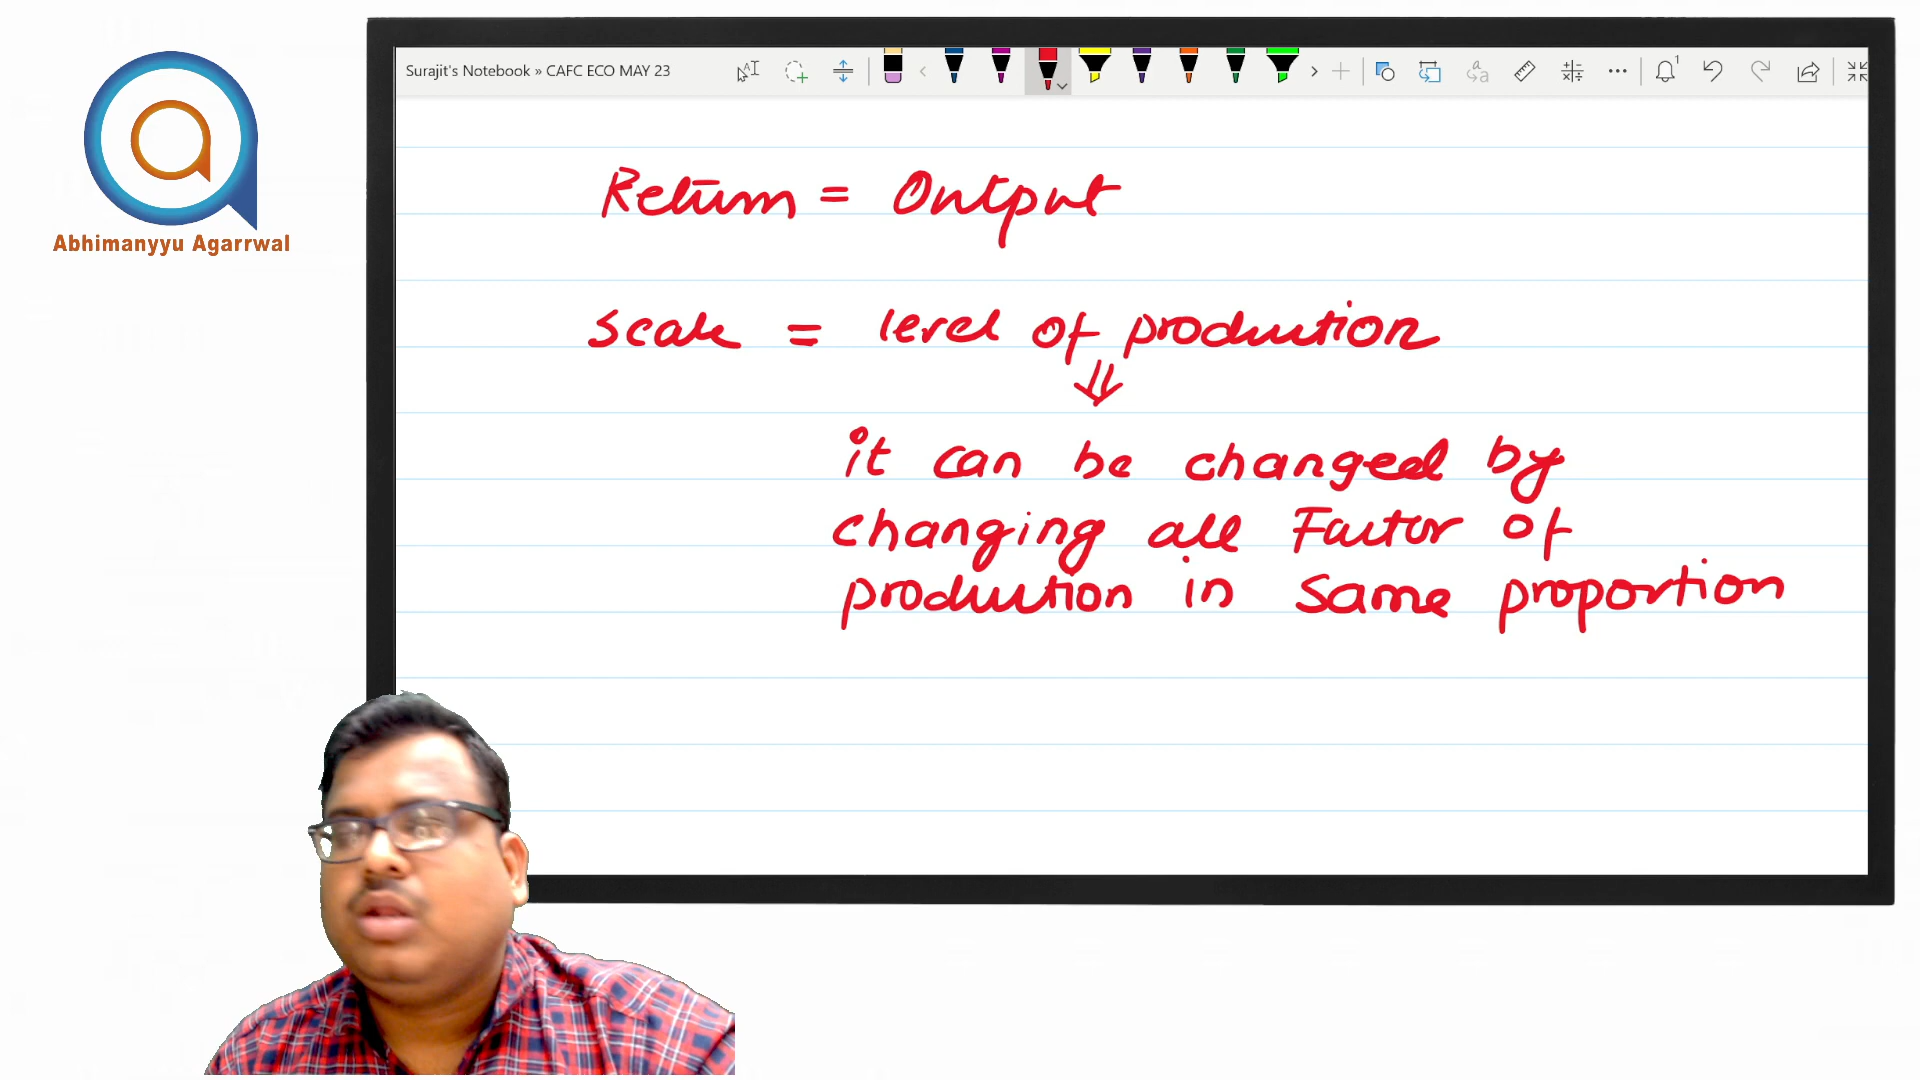 Surajit's Notebook » CAFC ECO MAY 23
Abhimanyyu Agarrwal
Return = Output
Scale = level of production
it can be changed by
changing all Factor of
production in same proportion